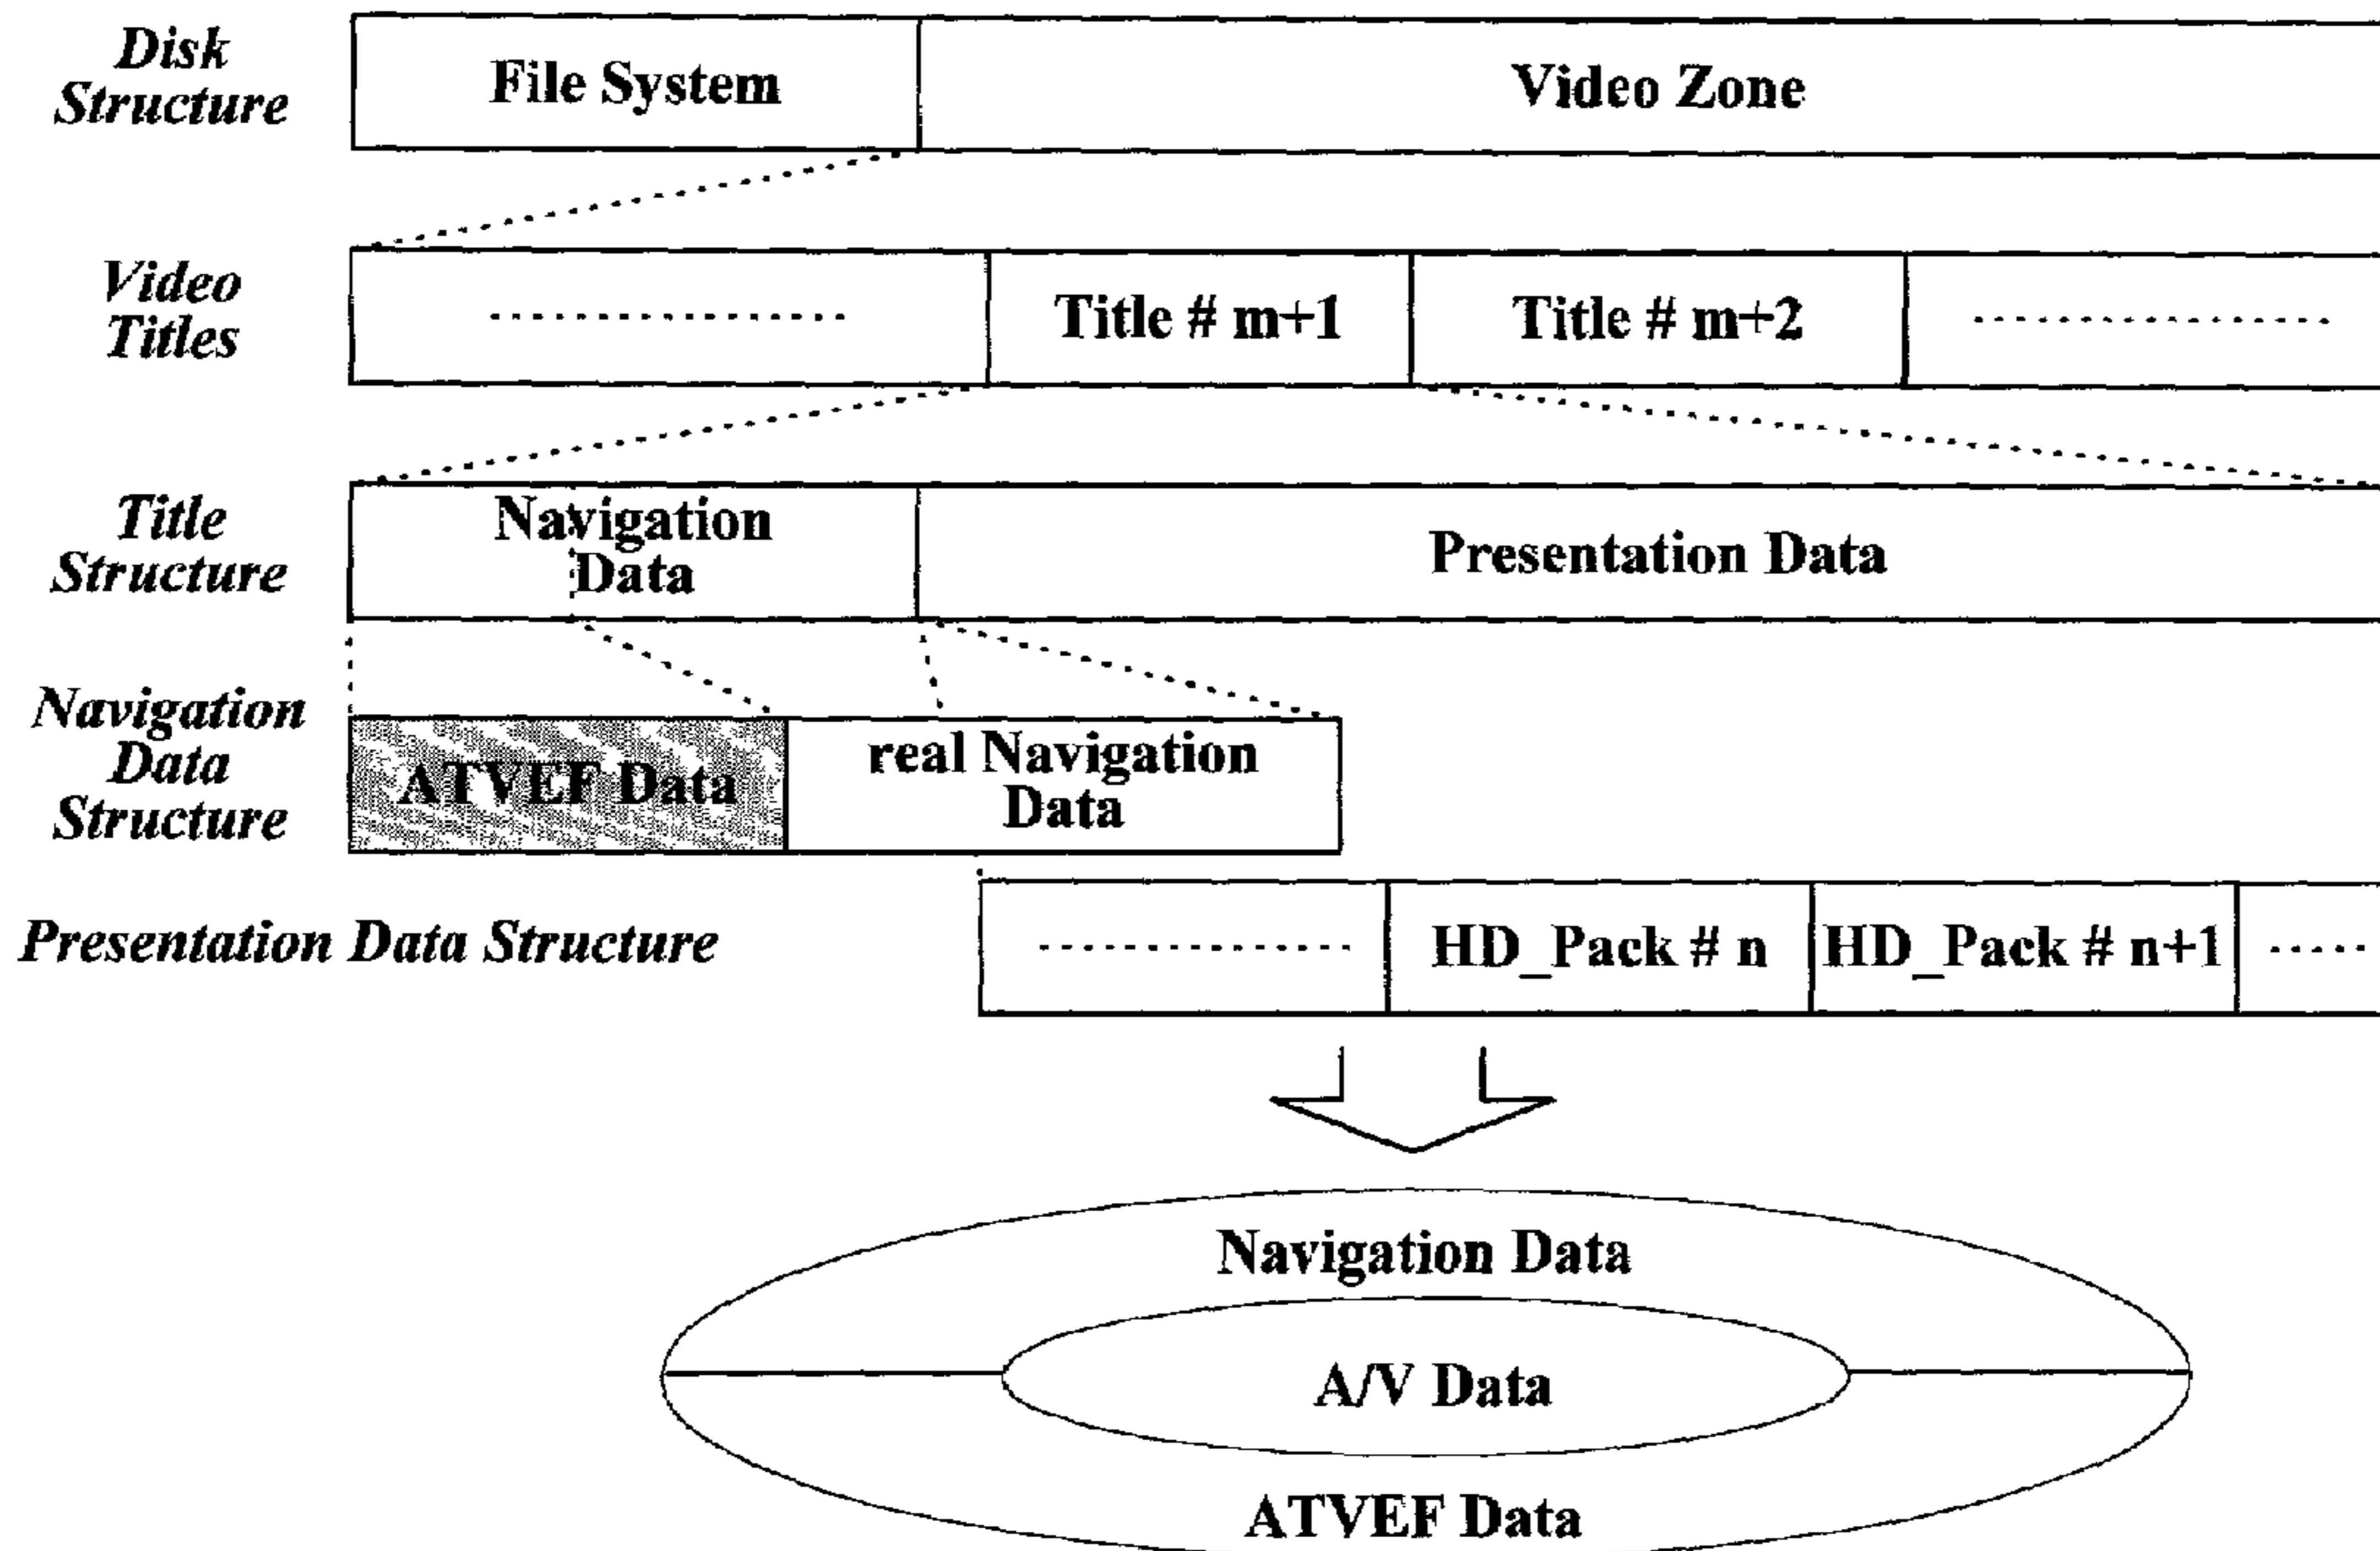 Disk
Structure
File System
Video Zone
Video
Titles
Title # m+1
Title # m+2
Title
Structure
Navigation
Data
Presentation Data
Navigation
Data
Structure
ATVEF Data
real Navigation
Data
Presentation Data Structure
HD_Pack # n
HD_Pack # n+1
Navigation Data
A/V Data
ATVEF Data